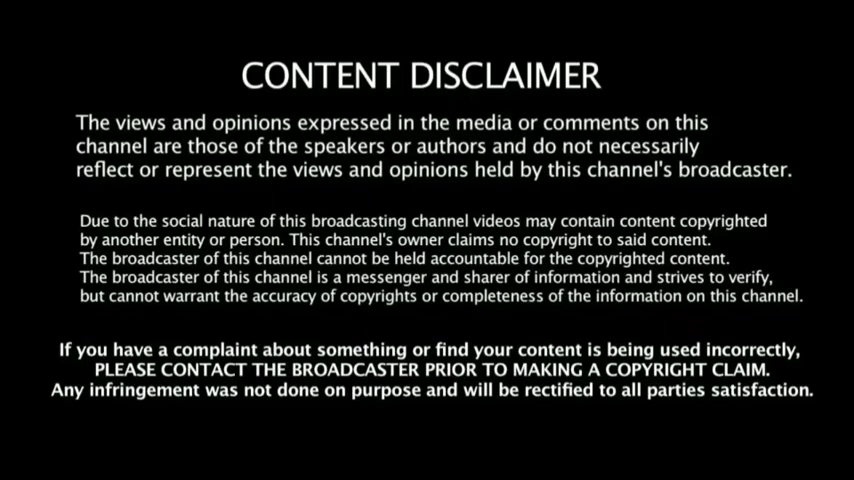 CONTENT DISCLAIMER
The views and opinions expressed in the media or comments on this
channel are those of the speakers or authors and do not necessarily
reflect or represent the views and opinions held by this channel's broadcaster.
Due to the social nature of this broadcasting channel videos may contain content copyrighted
by another entity or person. This channel's owner claims no copyright to said content.
The broadcaster of this channel cannot be held accountable for the copyrighted content.
The broadcaster of this channel is a messenger and sharer of information and strives to verify,
but cannot warrant the accuracy of copyrights or completeness of the information on this channel.
If you have a complaint about something or find your content is being used incorrectly,
PLEASE CONTACT THE BROADCASTER PRIOR TO MAKING A COPYRIGHT CLAIM.
Any infringement was not done on purpose and will be rectified to all parties satisfaction.